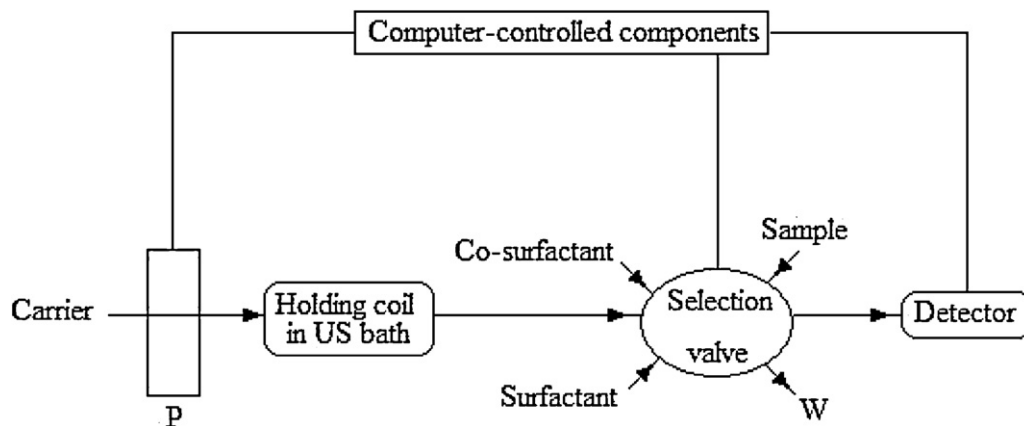 Computer-controlled components
Sample
Co-surfactant
Carrier
Holding coil
in US bath
Selection
valve
Detector
Surfactant
P
W